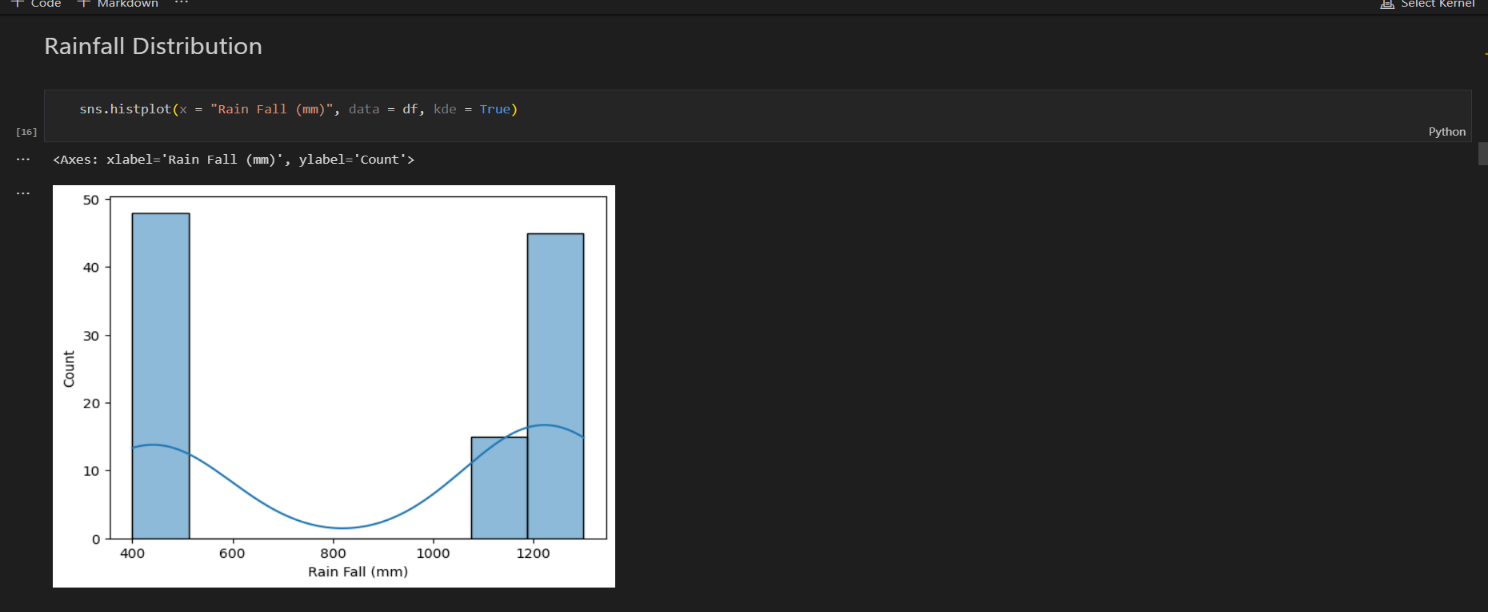 + Code + Markdown ...
Select Kernel
Rainfall Distribution
sns.histplot(x = "Rain Fall (mm)", data = df, kde = True)
[16]
Python
... <Axes: xlabel='Rain Fall (mm)', ylabel='Count'>
...
50
40
30
20
10
0
Count
400 600 800 1000 1200
Rain Fall (mm)